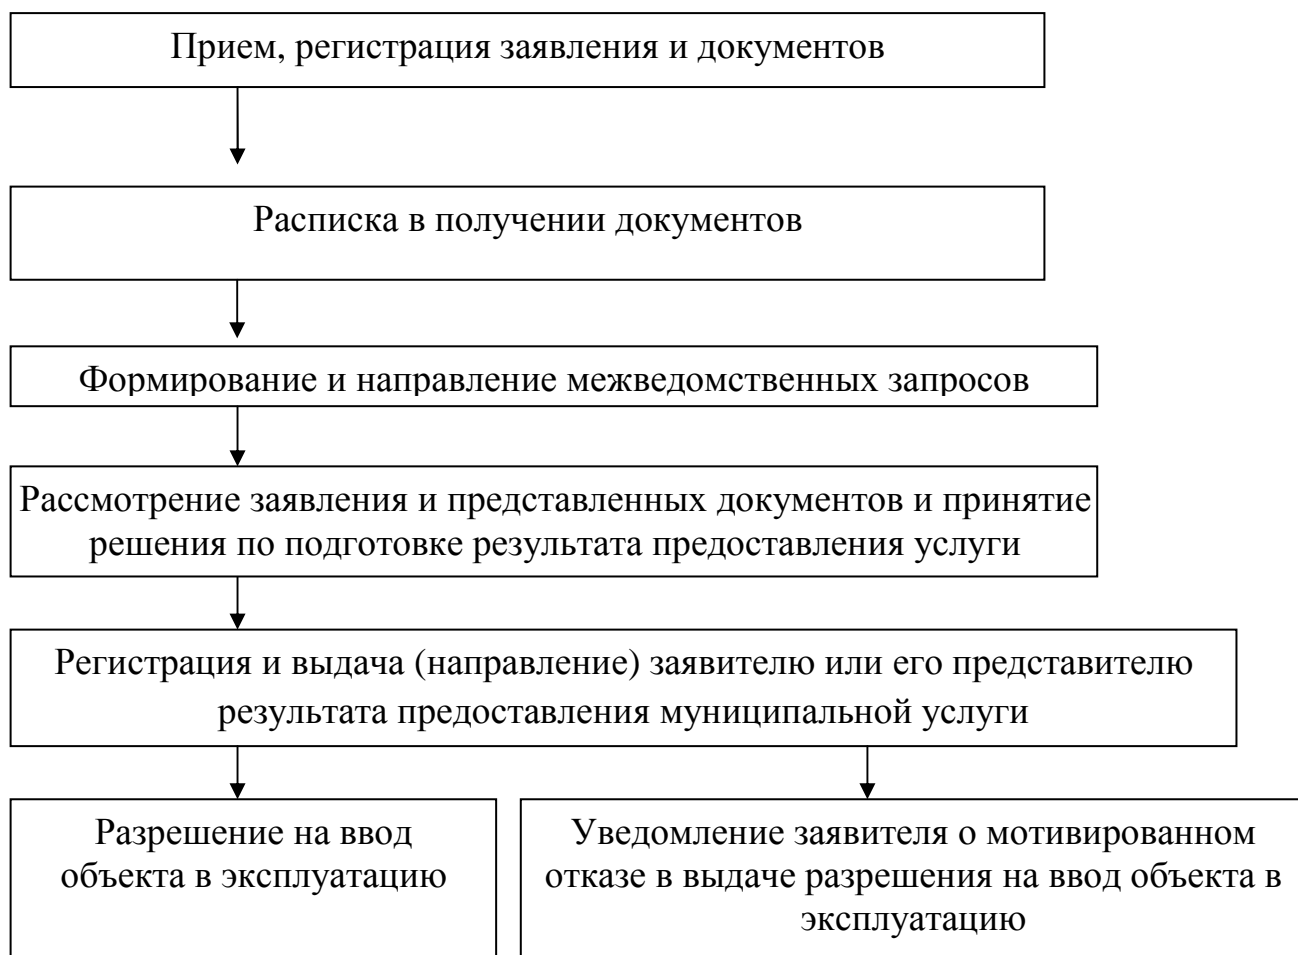 Прием, регистрация заявления и документов
Расписка в получении документов
Формирование и направление межведомственных запросов
Рассмотрение заявления и представленных документов и принятие
решения по подготовке результата предоставления услуги
Регистрация и выдача (направление) заявителю или его представителю
результата предоставления муниципальной услуги
Разрешение на ввод
объекта в эксплуатацию
Уведомление заявителя о мотивированном
отказе в выдаче разрешения на ввод объекта в
эксплуатацию